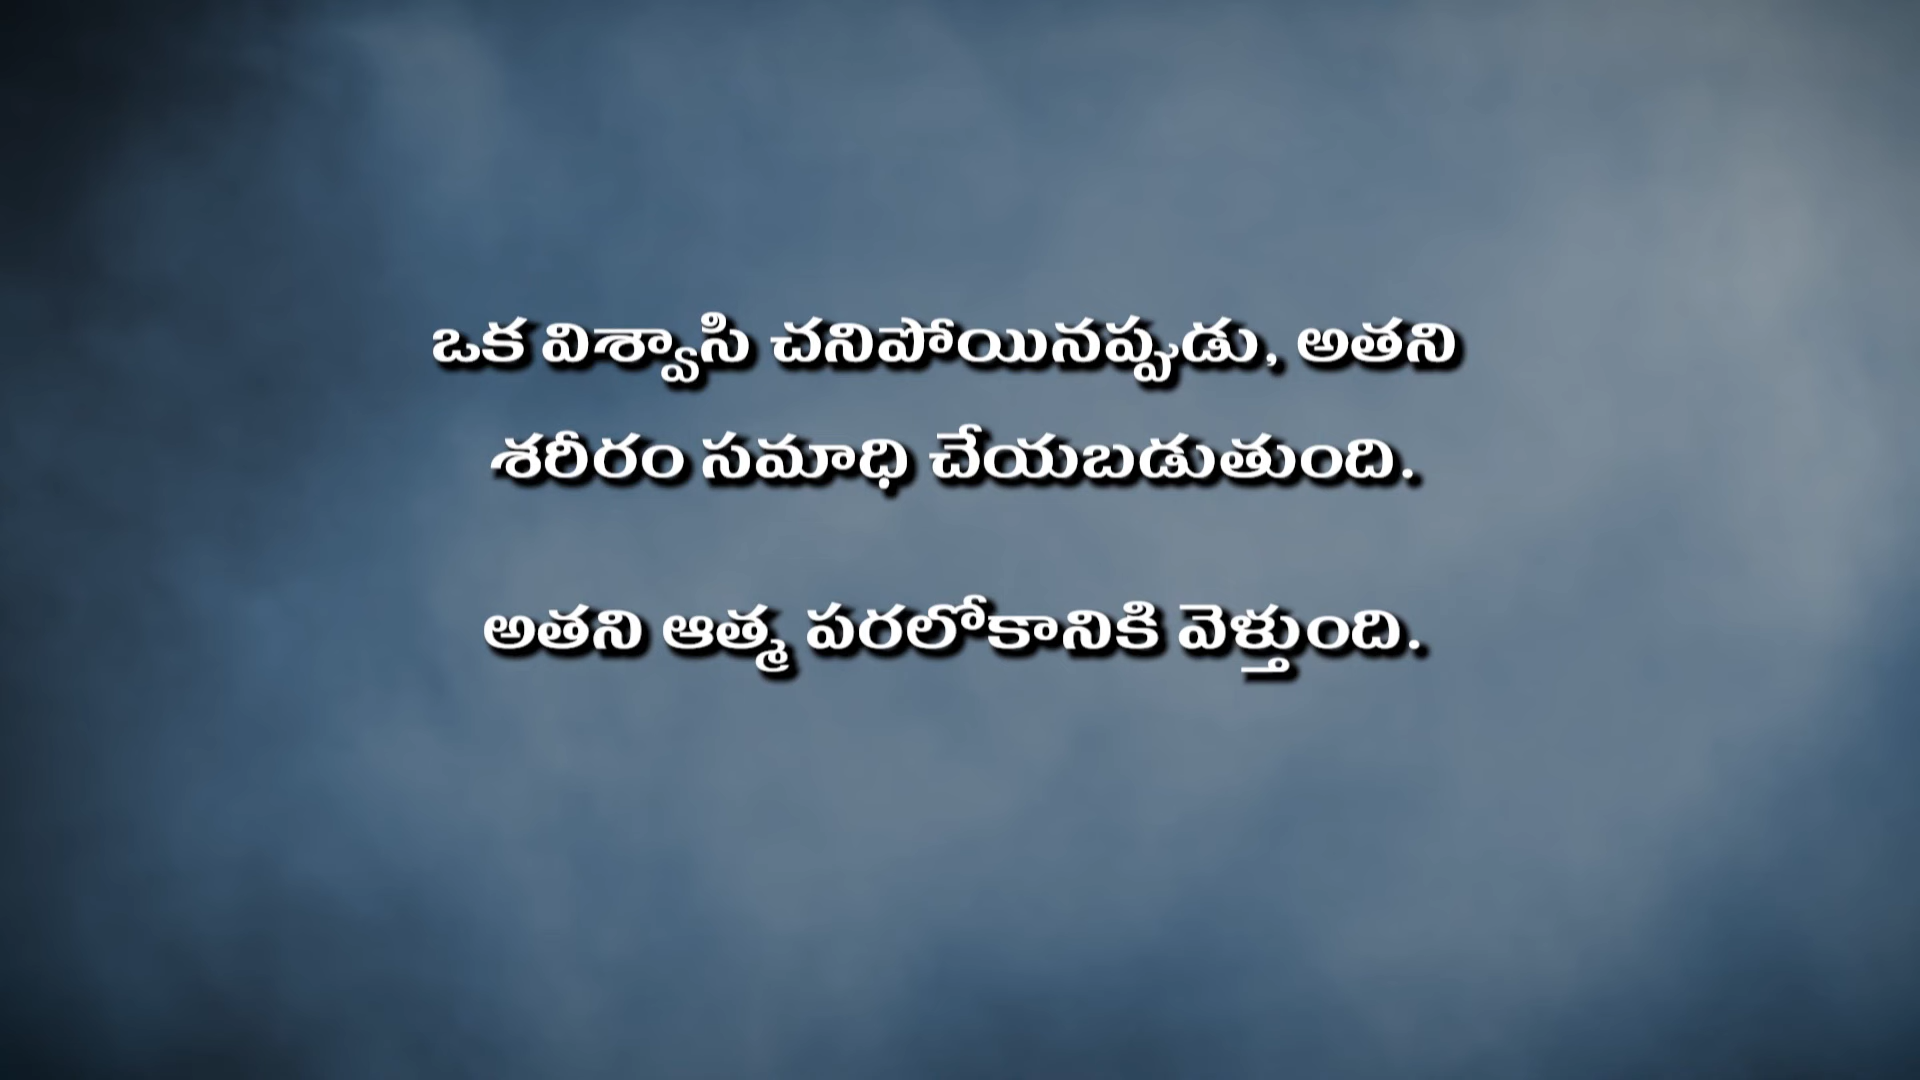 ఒక విశ్వాసి చనిపోయినప్పుడు, అతని
శరీరం సమాధి చేయబడుతుంది.
అతని ఆత్మ పరలోకానికి వెళ్తుంది.